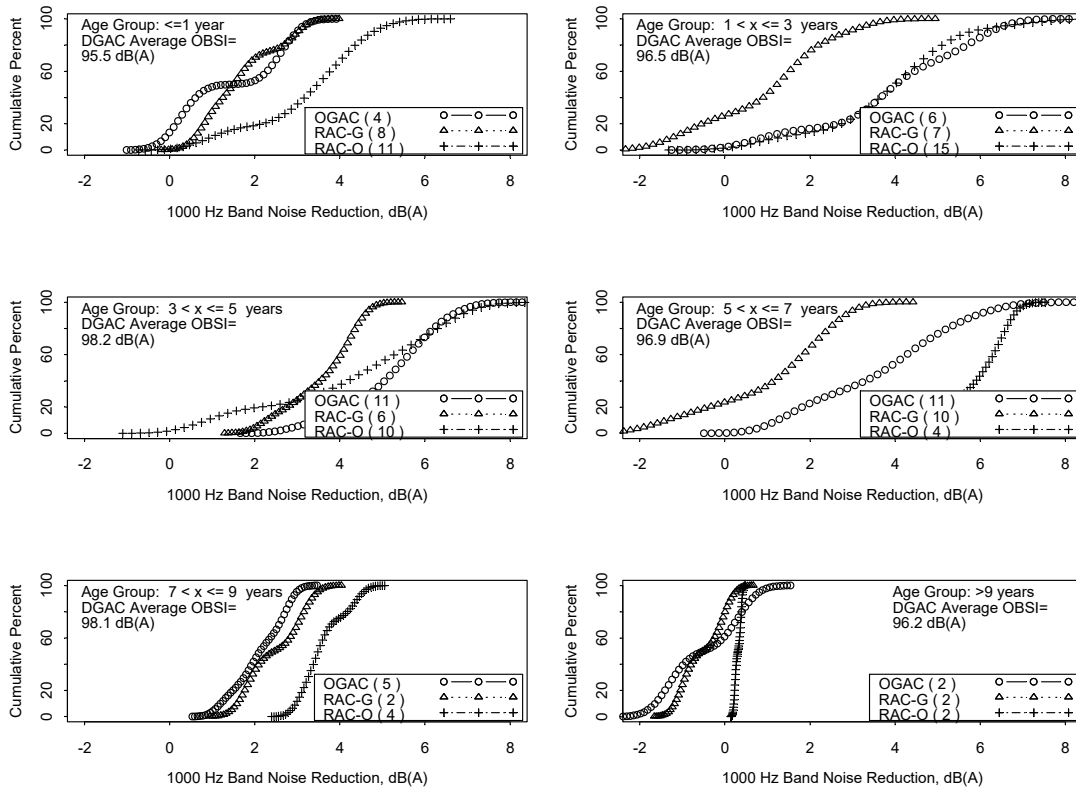 Cumulative Percent
0 20 60 100
Age Group: <=1 year
DGAC Average OBSI=
95.5 dB(A)
OGAC ( 4 )
RAC-G ( 8 )
RAC-O ( 11 )
-2 0 2 4 6 8
1000 Hz Band Noise Reduction, dB(A)
Cumulative Percent
0 20 60 100
Age Group: 1 < x <= 3 years
DGAC Average OBSI=
96.5 dB(A)
OGAC ( 6 )
RAC-G ( 7 )
RAC-O ( 15 )
-2 0 2 4 6 8
1000 Hz Band Noise Reduction, dB(A)
Cumulative Percent
0 20 60 100
Age Group: 3 < x <= 5 years
DGAC Average OBSI=
98.2 dB(A)
OGAC ( 11 )
RAC-G ( 6 )
RAC-O ( 10 )
-2 0 2 4 6 8
1000 Hz Band Noise Reduction, dB(A)
Cumulative Percent
0 20 60 100
Age Group: 5 < x <= 7 years
DGAC Average OBSI=
96.9 dB(A)
OGAC ( 11 )
RAC-G ( 10 )
RAC-O ( 4 )
-2 0 2 4 6 8
1000 Hz Band Noise Reduction, dB(A)
Cumulative Percent
0 20 60 100
Age Group: 7 < x <= 9 years
DGAC Average OBSI=
98.1 dB(A)
OGAC ( 5 )
RAC-G ( 2 )
RAC-O ( 4 )
-2 0 2 4 6 8
1000 Hz Band Noise Reduction, dB(A)
Cumulative Percent
0 20 60 100
Age Group: >9 years
DGAC Average OBSI=
96.2 dB(A)
OGAC ( 2 )
RAC-G ( 2 )
RAC-O ( 2 )
-2 0 2 4 6 8
1000 Hz Band Noise Reduction, dB(A)